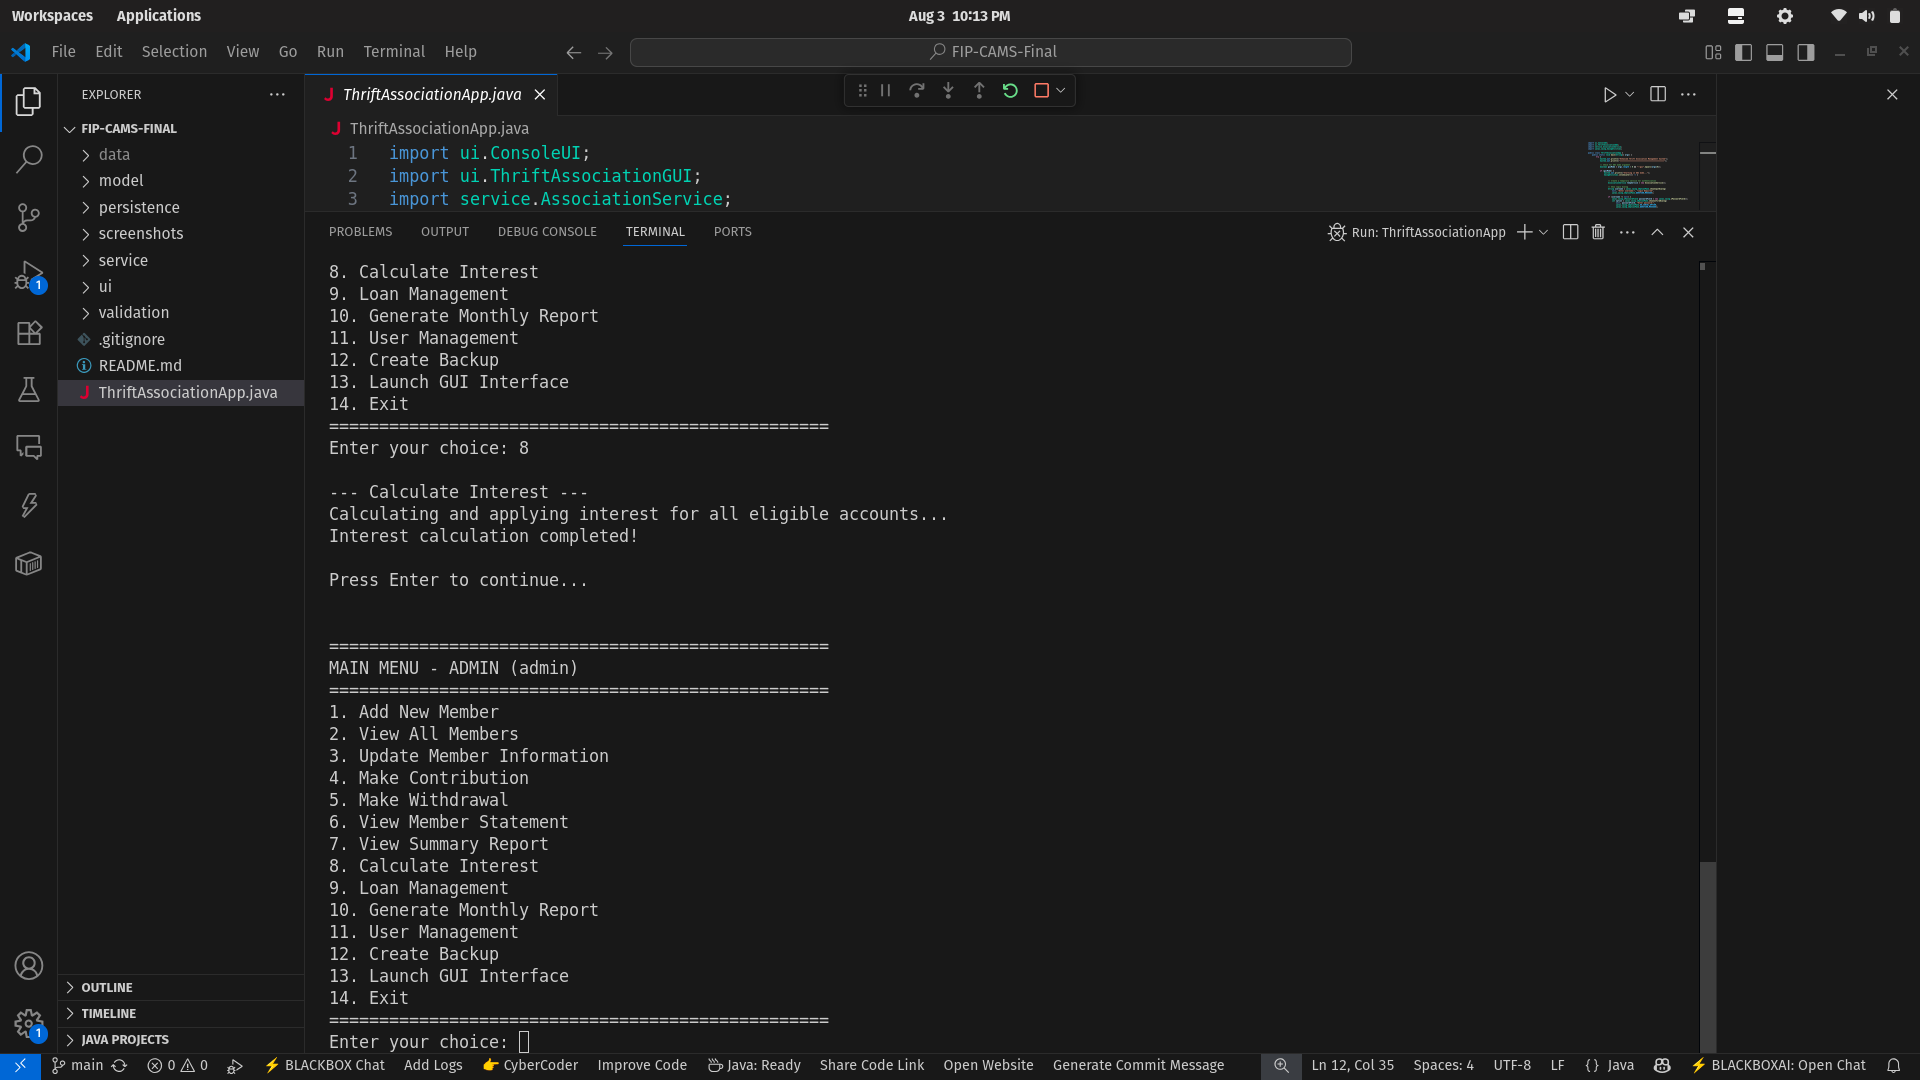 Workspaces Applications Aug 3 10:13 PM
File Edit Selection View Go Run Terminal Help FIP-CAMS-Final
EXPLORER
FIP-CAMS-FINAL
data
model
persistence
screenshots
service
ui
validation
.gitignore
README.md
J ThriftAssociationApp.java
OUTLINE
TIMELINE
JAVA PROJECTS
1
1
J ThriftAssociationApp.java
J ThriftAssociationApp.java
1 import ui.ConsoleUI;
2 import ui.ThriftAssociationGUI;
3 import service.AssociationService;
PROBLEMS OUTPUT DEBUG CONSOLE TERMINAL PORTS Run: ThriftAssociationApp
8. Calculate Interest
9. Loan Management
10. Generate Monthly Report
11. User Management
12. Create Backup
13. Launch GUI Interface
14. Exit
==================================================
Enter your choice: 8
--- Calculate Interest ---
Calculating and applying interest for all eligible accounts...
Interest calculation completed!
Press Enter to continue...
==================================================
MAIN MENU - ADMIN (admin)
==================================================
1. Add New Member
2. View All Members
3. Update Member Information
4. Make Contribution
5. Make Withdrawal
6. View Member Statement
7. View Summary Report
8. Calculate Interest
9. Loan Management
10. Generate Monthly Report
11. User Management
12. Create Backup
13. Launch GUI Interface
14. Exit
==================================================
Enter your choice:
main 0 0 BLACKBOX Chat Add Logs CyberCoder Improve Code Java: Ready Share Code Link Open Website Generate Commit Message Ln 12, Col 35 Spaces: 4 UTF-8 LF {} Java BLACKBOXAI: Open Chat